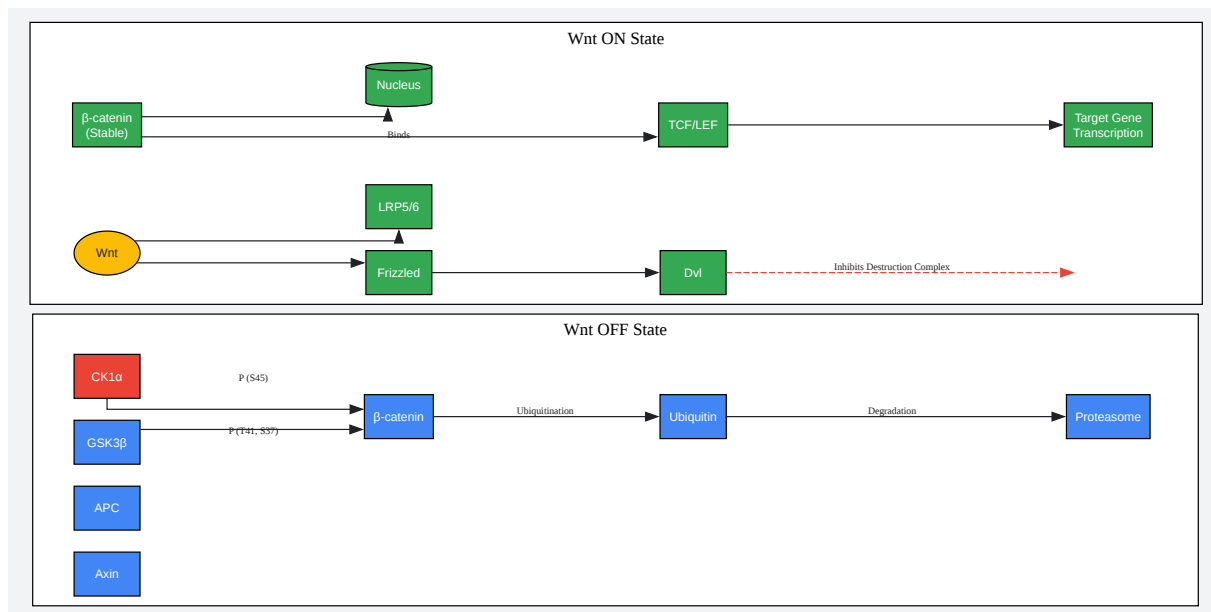 Wnt ON State
Nucleus
β-catenin
(Stable)
Binds
TCF/LEF
Target Gene
Transcription
LRP5/6
Wnt
Frizzled
Dvl
Inhibits Destruction Complex
Wnt OFF State
CK1α
P (S45)
β-catenin
Ubiquitination
Ubiquitin
Degradation
Proteasome
GSK3β
P (T41, S37)
APC
Axin